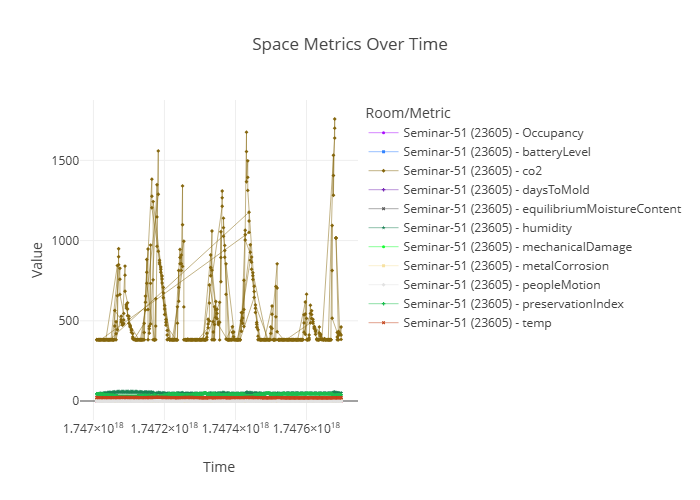 Space Metrics Over Time
Room/Metric
Seminar-51 (23605) - Occupancy
Seminar-51 (23605) - batteryLevel
Seminar-51 (23605) - co2
Seminar-51 (23605) - daysToMold
Seminar-51 (23605) - equilibriumMoistureContent
Seminar-51 (23605) - humidity
Seminar-51 (23605) - mechanicalDamage
Seminar-51 (23605) - metalCorrosion
Seminar-51 (23605) - peopleMotion
Seminar-51 (23605) - preservationIndex
Seminar-51 (23605) - temp
Value
1500
1000
500
0
1.747×10¹⁸ 1.7472×10¹⁸ 1.7474×10¹⁸ 1.7476×10¹⁸
Time